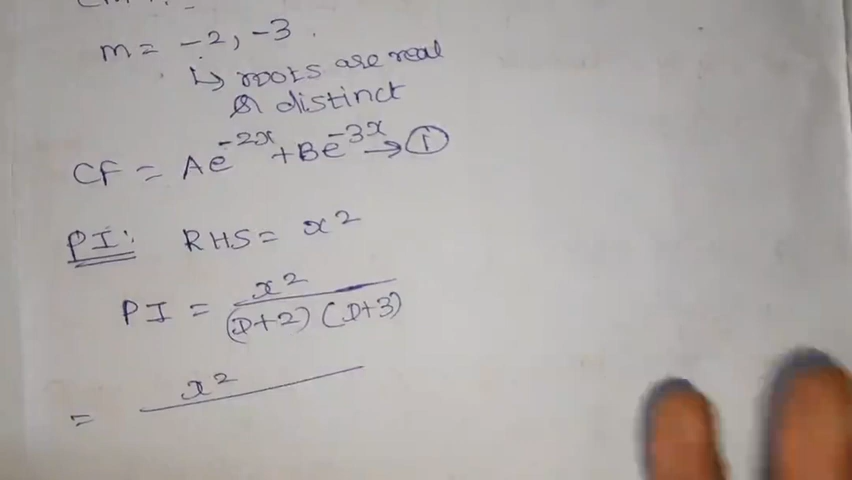 m = -2, -3.
↳ roots are real
& distinct
CF = Ae^{-2x} + Be^{-3x} → ①
PI: RHS = x²
PI = x² / (D+2) (D+3)
= x² /